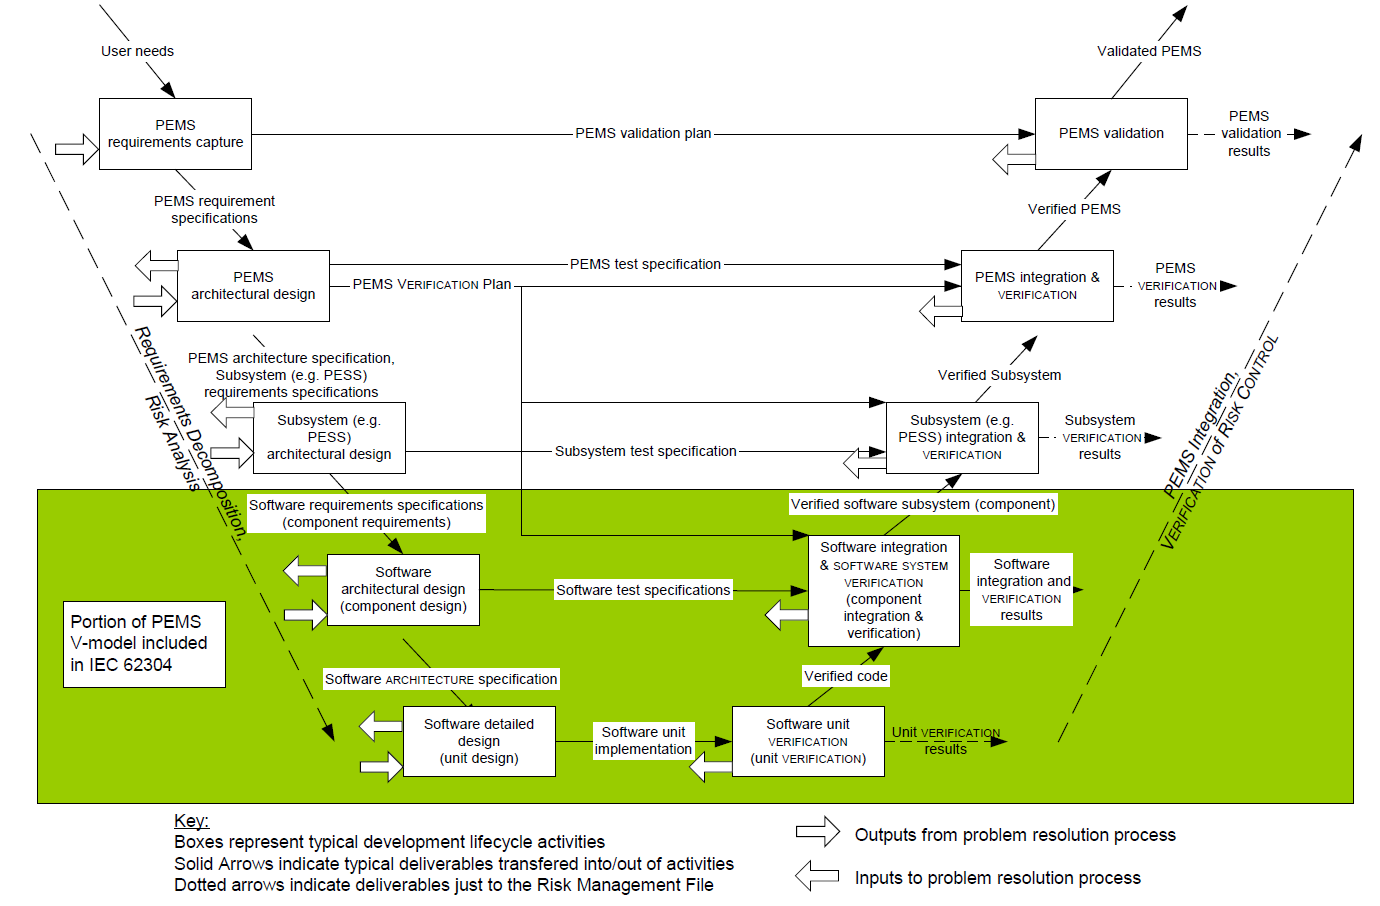 User needs
Validated PEMS
PEMS
requirements capture
PEMS validation plan
PEMS validation
PEMS
validation
results
PEMS requirement
specifications
Verified PEMS
PEMS
architectural design
PEMS test specification
PEMS VERIFICATION Plan
PEMS integration &
VERIFICATION
PEMS
VERIFICATION
results
Requirements Decomposition,
Risk Analysis
PEMS architecture specification,
Subsystem (e.g. PESS)
requirements specifications
Verified Subsystem
PEMS Integration,
VERIFICATION of RISK CONTROL
Subsystem (e.g.
PESS)
architectural design
Subsystem test specification
Subsystem (e.g.
PESS) integration &
VERIFICATION
Subsystem
VERIFICATION
results
Software requirements specifications
(component requirements)
Verified software subsystem (component)
Software
architectural design
(component design)
Software test specifications
Software integration
& SOFTWARE SYSTEM
VERIFICATION
(component
integration &
verification)
Software
integration and
VERIFICATION
results
Portion of PEMS
V-model included
in IEC 62304
Software ARCHITECTURE specification
Verified code
Software detailed
design
(unit design)
Software unit
implementation
Software unit
VERIFICATION
(unit VERIFICATION)
Unit VERIFICATION
results
Key:
Boxes represent typical development lifecycle activities
Solid Arrows indicate typical deliverables transfered into/out of activities
Dotted arrows indicate deliverables just to the Risk Management File
Outputs from problem resolution process
Inputs to problem resolution process